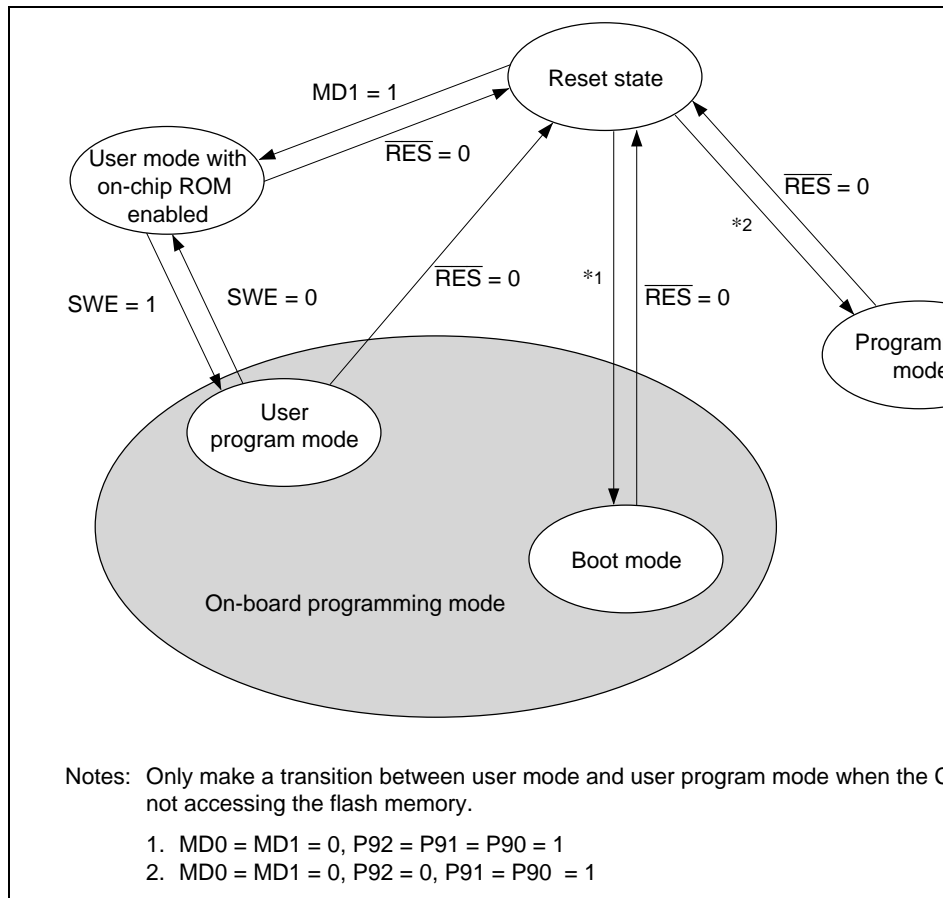 Reset state
MD1 = 1
RES = 0
User mode with
on-chip ROM
enabled
RES = 0
*2
RES = 0
*1
RES = 0
SWE = 1
SWE = 0
mode
User
program mode
Boot mode
On-board programming mode
Notes: Only make a transition between user mode and user program mode when the
not accessing the flash memory.
1. MD0 = MD1 = 0, P92 = P91 = P90 = 1
2. MD0 = MD1 = 0, P92 = 0, P91 = P90 = 1